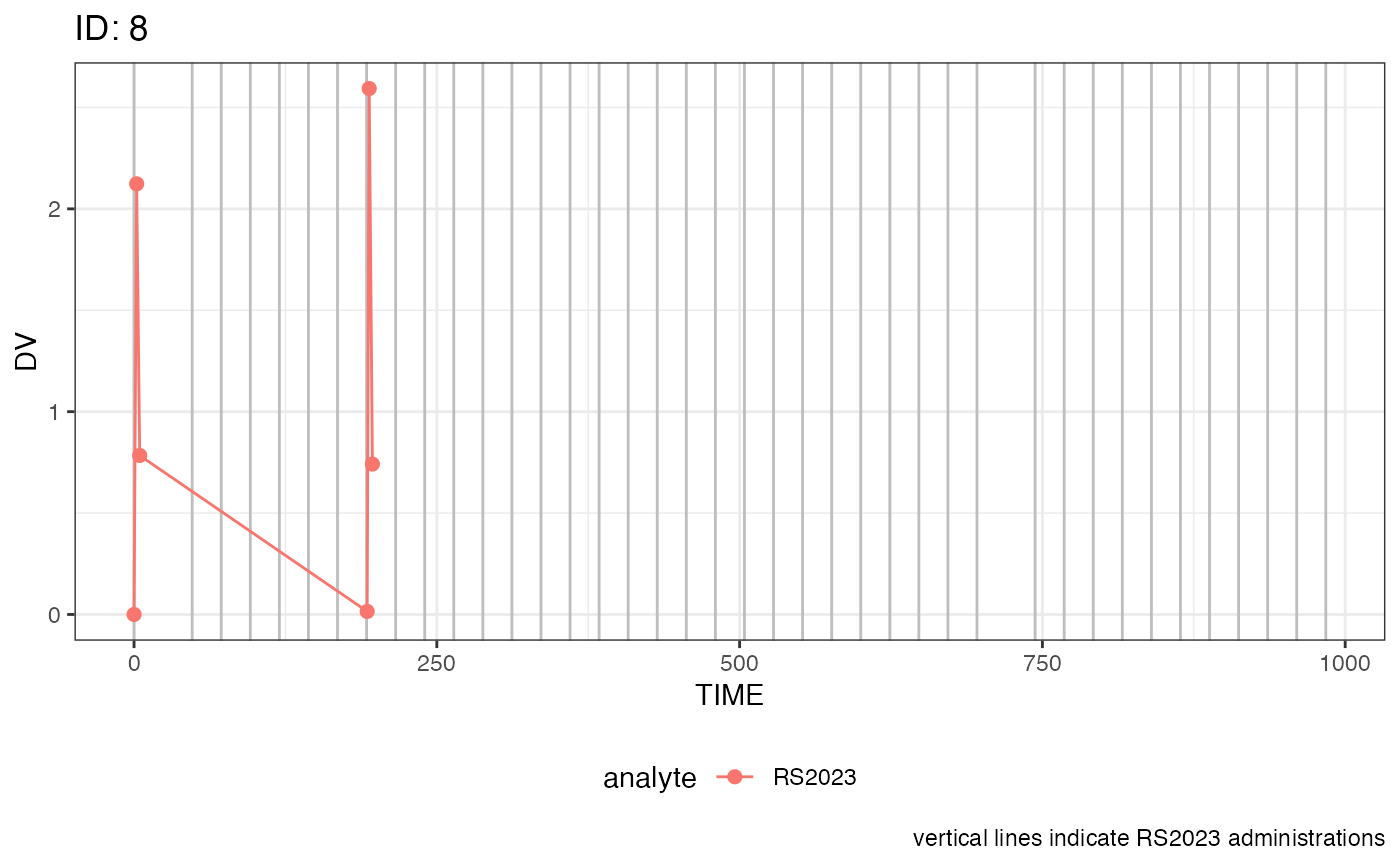 ID: 8
DV
2
1
0
0 250 500 750 1000
TIME
analyte RS2023
vertical lines indicate RS2023 administrations